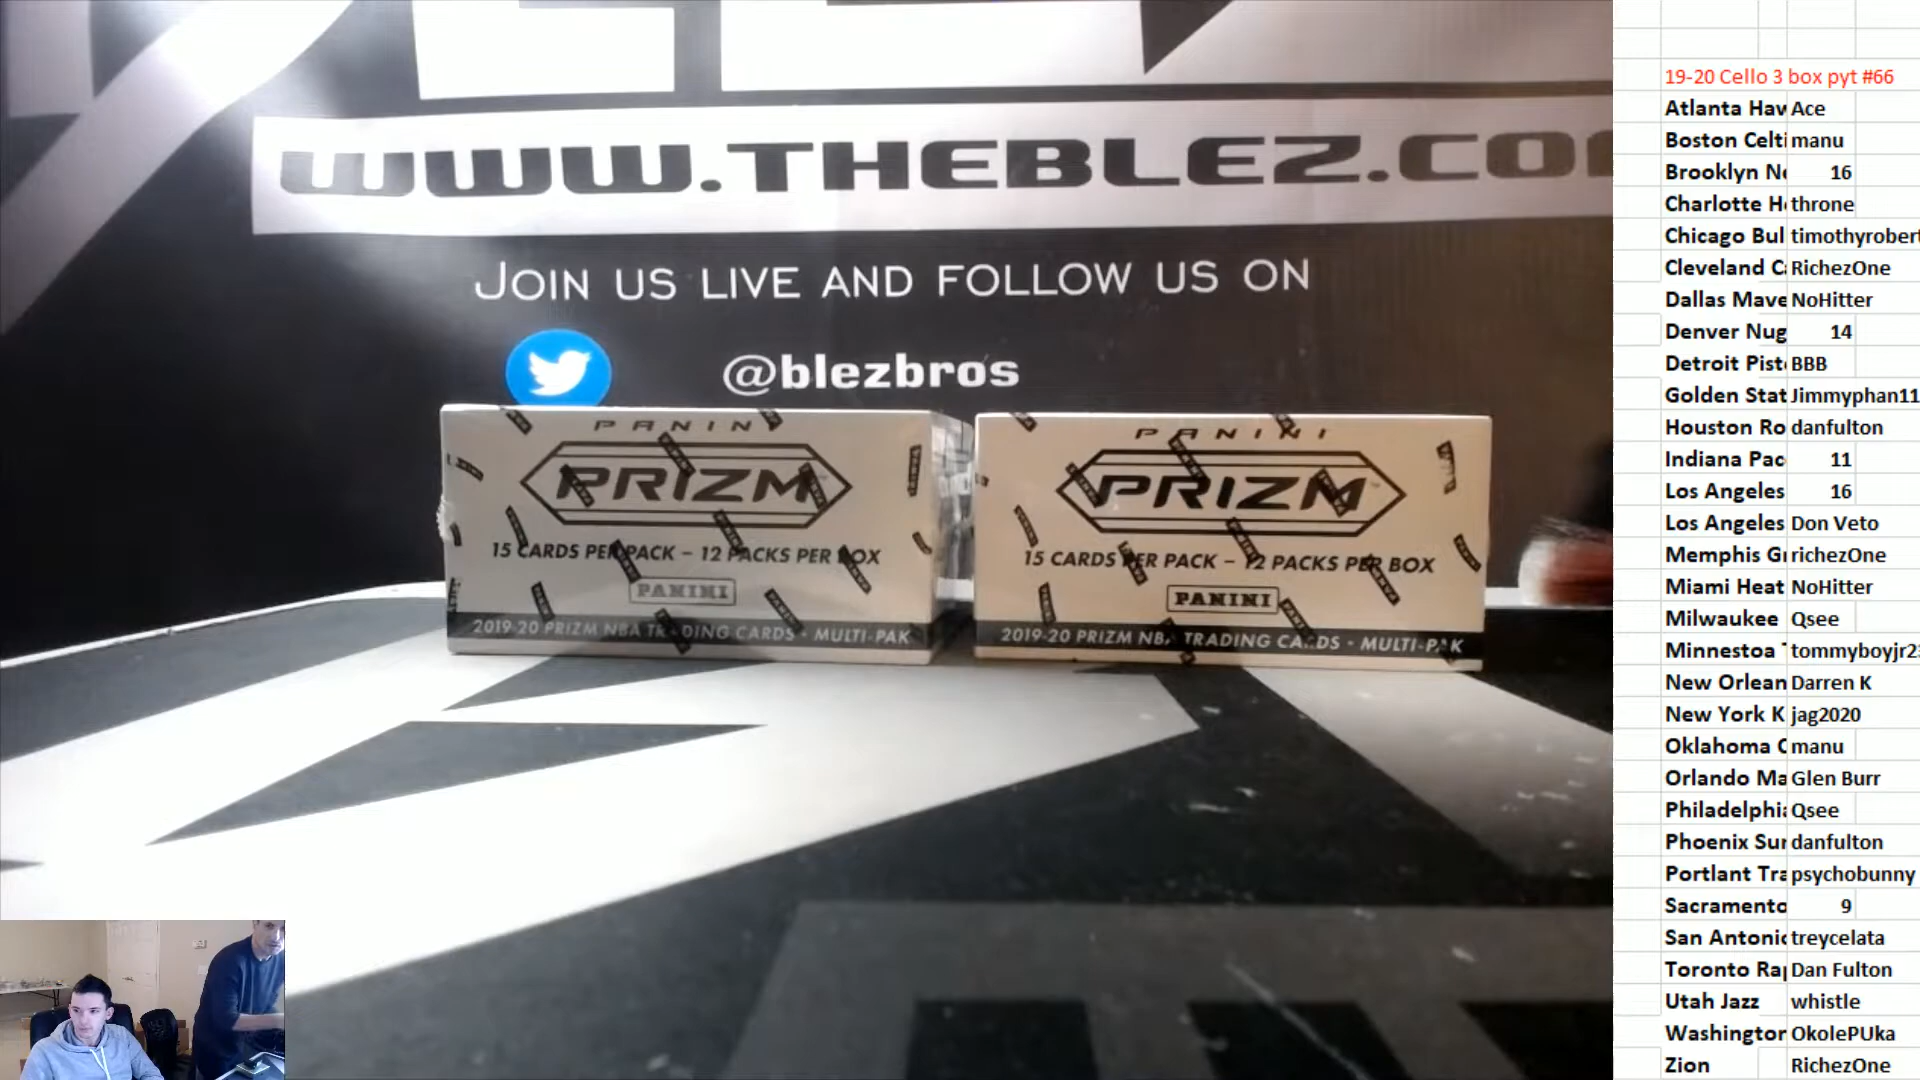 WWW.THEBLEZ.CO
JOIN US LIVE AND FOLLOW US ON
@blezbros
PANINI
PRIZM
15 CARDS PER PACK – 12 PACKS PER BOX
PANINI
2019-20 PRIZM NBA TRADING CARDS • MULTI-PAK
PANINI
PRIZM
15 CARDS PER PACK – 12 PACKS PER BOX
PANINI
2019-20 PRIZM NBA TRADING CARDS • MULTI-PAK
19-20 Cello 3 box pyt #66
Atlanta Haw Ace
Boston Celti manu
Brooklyn Ne 16
Charlotte H throne
Chicago Bul timothyrobert
Cleveland C RichezOne
Dallas Mave NoHitter
Denver Nug 14
Detroit Pist BBB
Golden Stat Jimmyphan11
Houston Ro danfulton
Indiana Pac 11
Los Angeles 16
Los Angeles Don Veto
Memphis Gr richezOne
Miami Heat NoHitter
Milwaukee Qsee
Minnestoa T tommyboyjr2
New Orlean Darren K
New York K jag2020
Oklahoma C manu
Orlando Ma Glen Burr
Philadelphia Qsee
Phoenix Sun danfulton
Portlant Tra psychobunny
Sacramento 9
San Antonio treycelata
Toronto Rap Dan Fulton
Utah Jazz whistle
Washington OkolePUka
Zion RichezOne